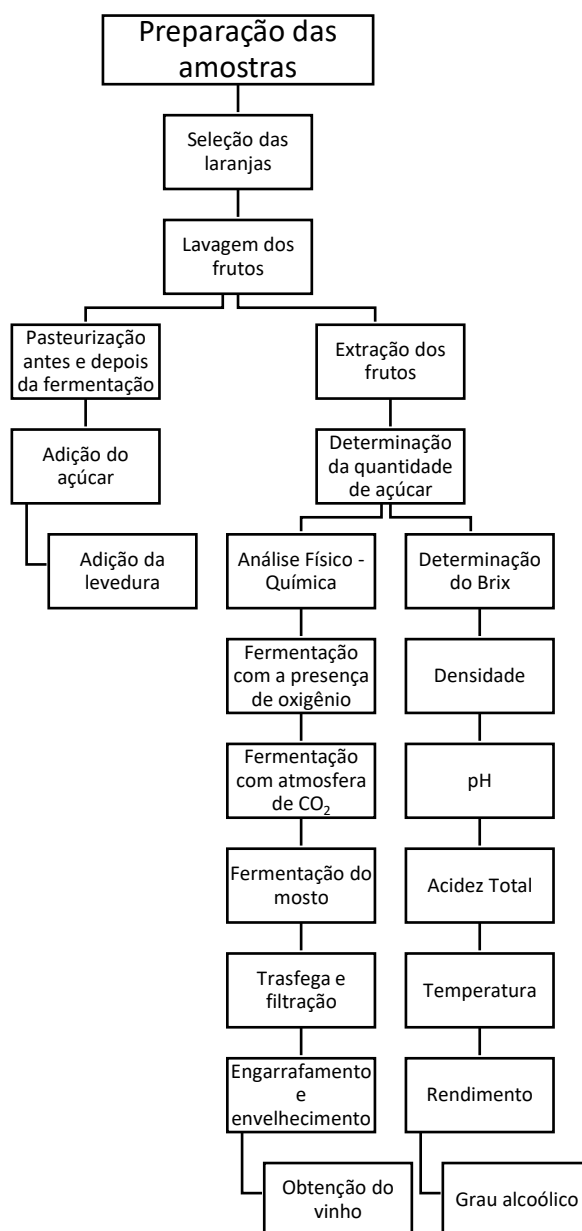 Preparação das
amostras
Seleção das
laranjas
Lavagem dos
frutos
Pasteurização
antes e depois
da fermentação
Extração dos
frutos
Adição do
açúcar
Determinação
da quantidade
de açúcar
Adição da
levedura
Análise Físico -
Química
Determinação
do Brix
Fermentação
com a presença
de oxigênio
Densidade
Fermentação
com atmosfera
de CO₂
pH
Fermentação do
mosto
Acidez Total
Trasfega e
filtração
Temperatura
Engarrafamento
e
envelhecimento
Rendimento
Obtenção do
vinho
Grau alcoólico